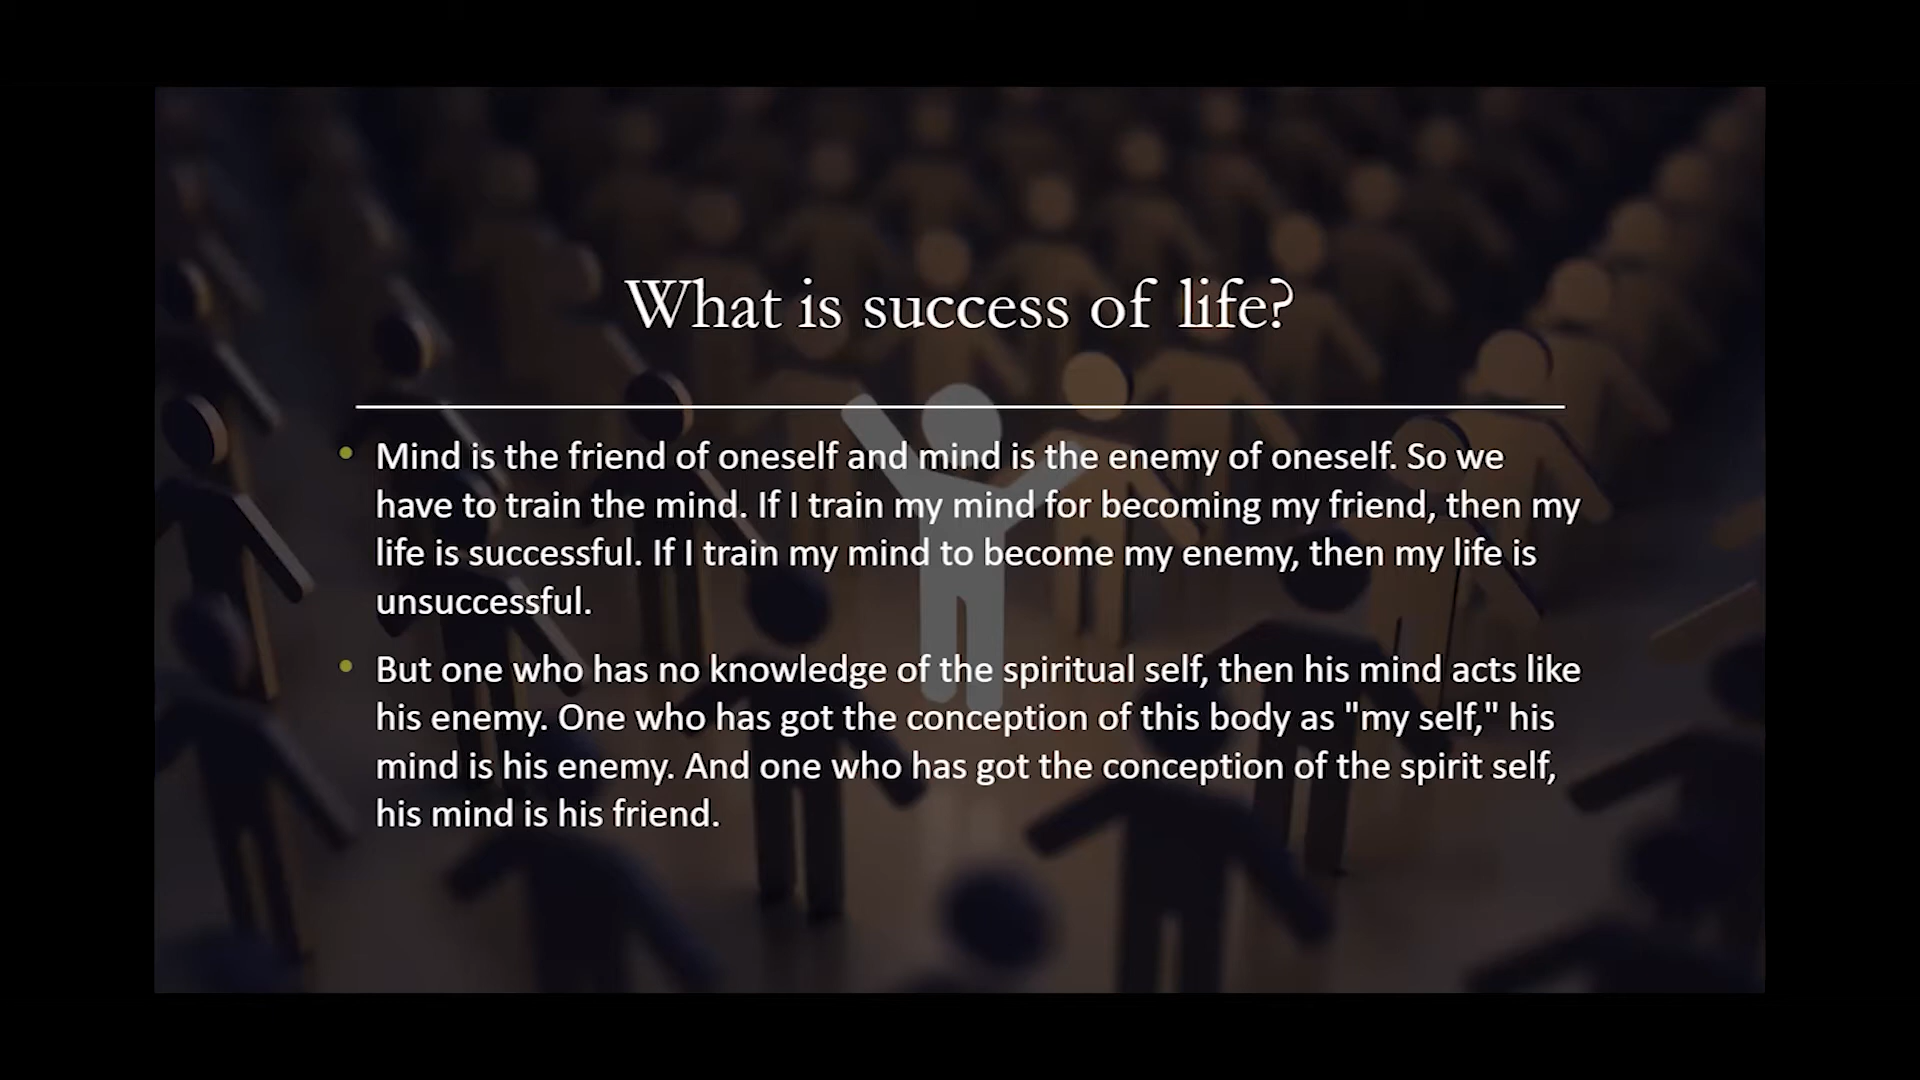 What is success of life?
• Mind is the friend of oneself and mind is the enemy of oneself. So we
have to train the mind. If I train my mind for becoming my friend, then my
life is successful. If I train my mind to become my enemy, then my life is
unsuccessful.
• But one who has no knowledge of the spiritual self, then his mind acts like
his enemy. One who has got the conception of this body as "my self," his
mind is his enemy. And one who has got the conception of the spirit self,
his mind is his friend.